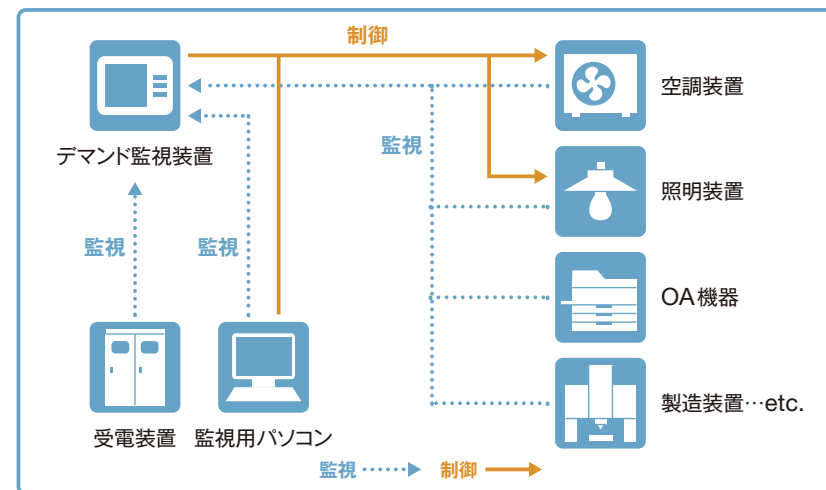 制御
空調装置
監視
デマンド監視装置
照明装置
監視
監視
OA機器
製造装置…etc.
受電装置
監視用パソコン
監視
制御